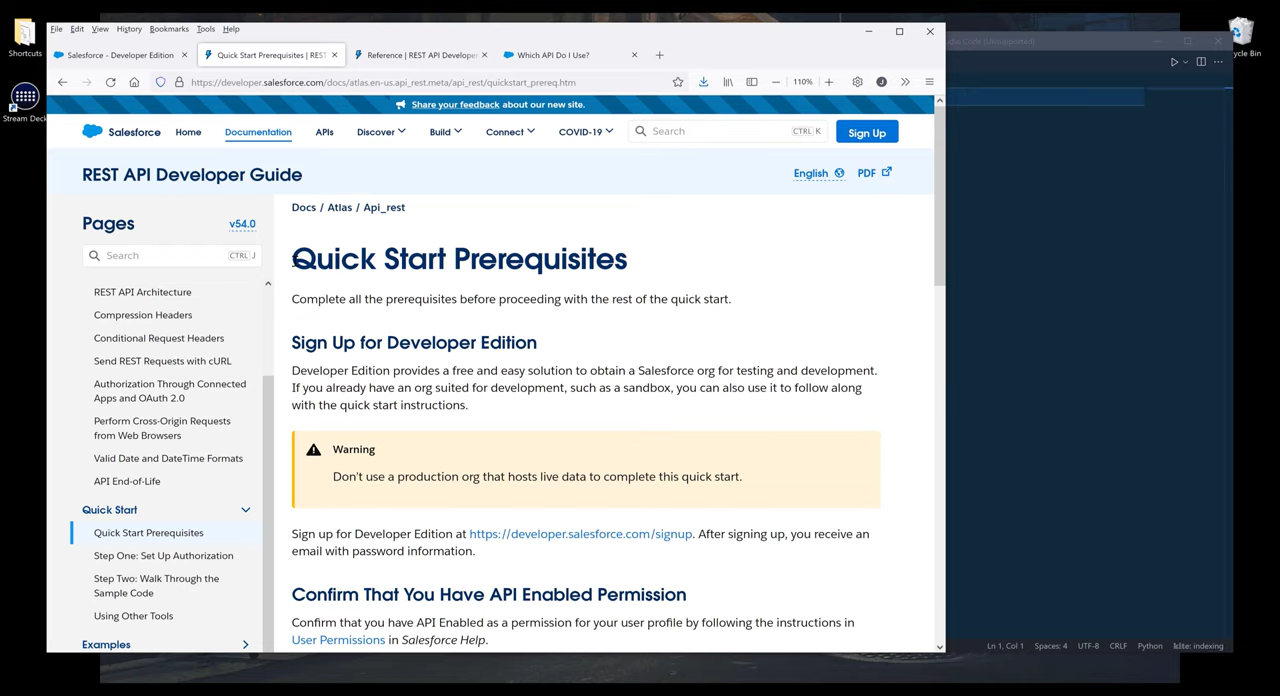 Shortcuts
Stream Deck
File Edit View History Bookmarks Tools Help
Salesforce - Developer Edition
Quick Start Prerequisites | REST
Reference | REST API Developer
Which API Do I Use?
https://developer.salesforce.com/docs/atlas.en-us.api_rest.meta/api_rest/quickstart_prereq.htm
110%
Share your feedback about our new site.
Salesforce Home Documentation APIs Discover Build Connect COVID-19 Search CTRL K Sign Up
REST API Developer Guide
English PDF
Pages
v54.0
Search CTRL J
REST API Architecture
Compression Headers
Conditional Request Headers
Send REST Requests with cURL
Authorization Through Connected
Apps and OAuth 2.0
Perform Cross-Origin Requests
from Web Browsers
Valid Date and DateTime Formats
API End-of-Life
Quick Start
Quick Start Prerequisites
Step One: Set Up Authorization
Step Two: Walk Through the
Sample Code
Using Other Tools
Examples
Docs / Atlas / Api_rest
Quick Start Prerequisites
Complete all the prerequisites before proceeding with the rest of the quick start.
Sign Up for Developer Edition
Developer Edition provides a free and easy solution to obtain a Salesforce org for testing and development.
If you already have an org suited for development, such as a sandbox, you can also use it to follow along
with the quick start instructions.
Warning
Don't use a production org that hosts live data to complete this quick start.
Sign up for Developer Edition at https://developer.salesforce.com/signup. After signing up, you receive an
email with password information.
Confirm That You Have API Enabled Permission
Confirm that you have API Enabled as a permission for your user profile by following the instructions in
User Permissions in Salesforce Help.
Code (Unsupported)
Bin
Ln 1, Col 1 Spaces: 4 UTF-8 CRLF Python kite: indexing